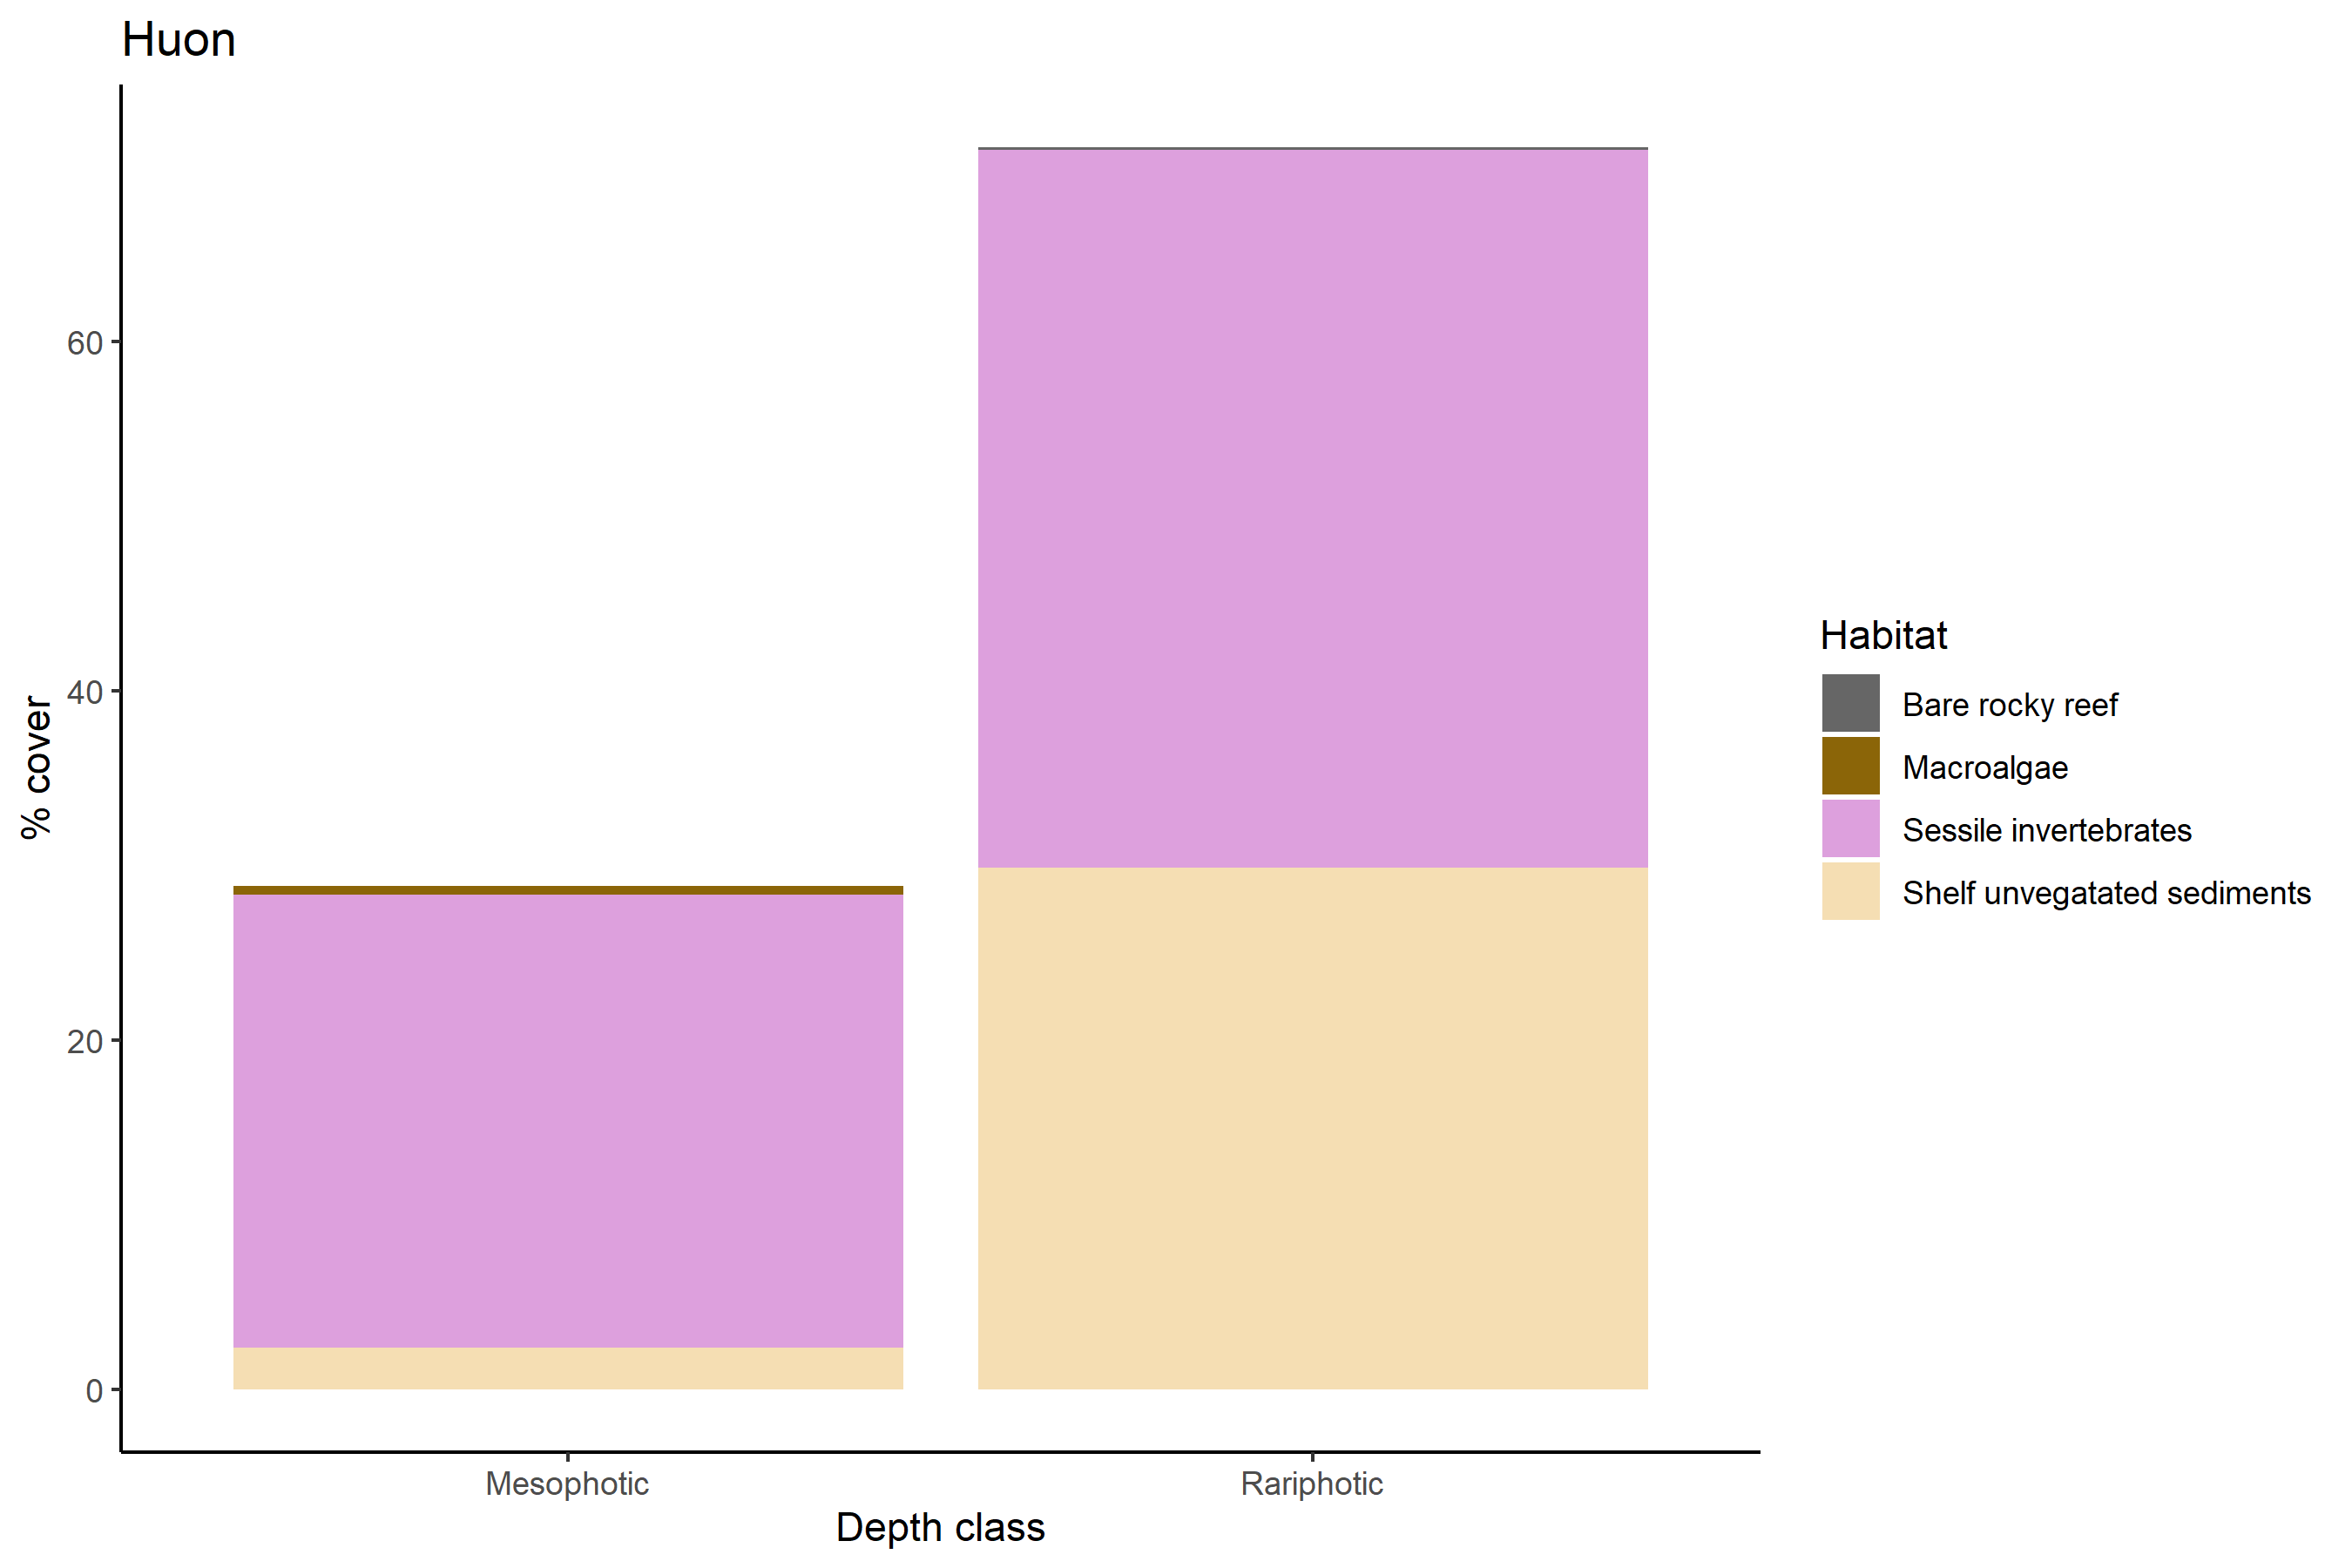 Huon
% cover
60
40
20
0
Mesophotic
Rariphotic
Depth class
Habitat
Bare rocky reef
Macroalgae
Sessile invertebrates
Shelf unvegatated sediments